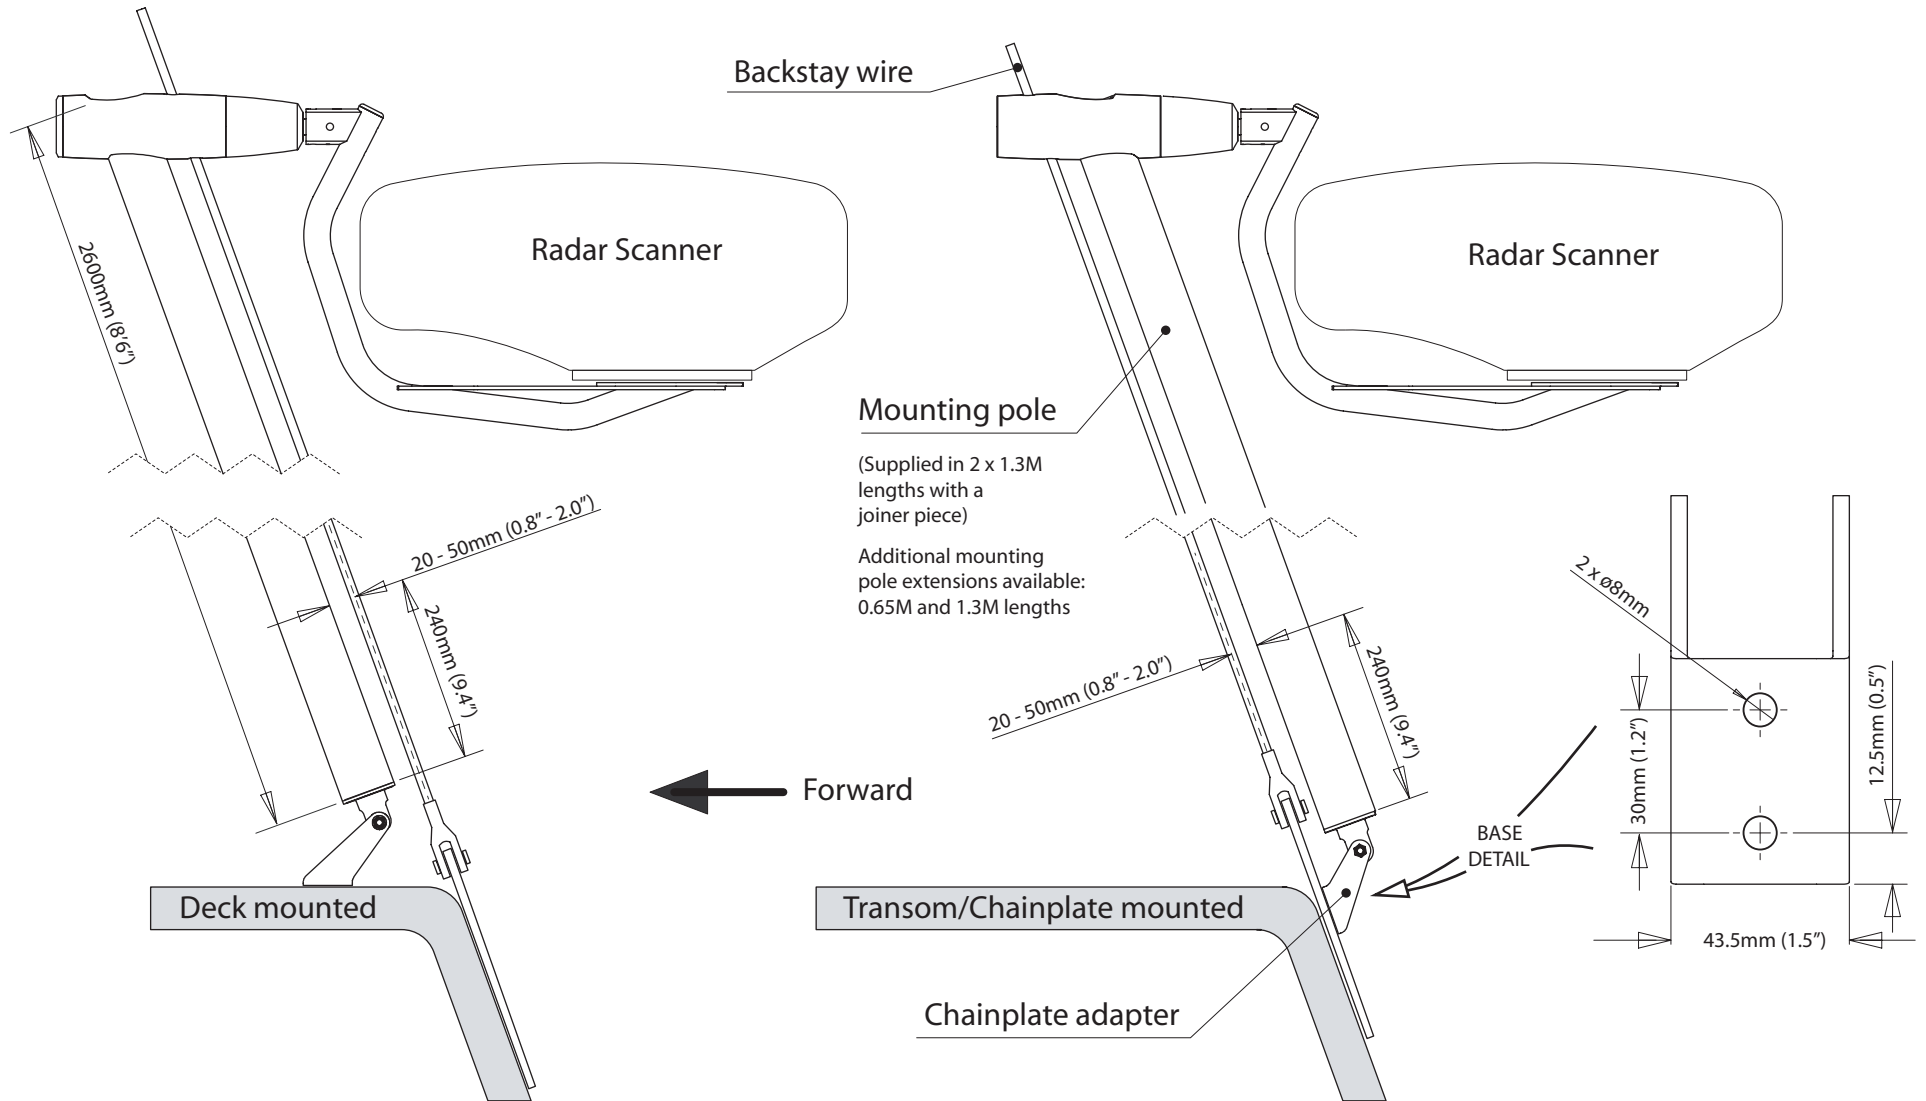 Backstay wire
Radar Scanner
Radar Scanner
2600mm (8’6”)
Mounting pole
(Supplied in 2 x 1.3M
lengths with a
joiner piece)
Additional mounting
pole extensions available:
0.65M and 1.3M lengths
20 - 50mm (0.8” - 2.0”)
240mm (9.4”)
20 - 50mm (0.8” - 2.0”)
240mm (9.4”)
2 x ø8mm
30mm (1.2”)
12.5mm (0.5”)
43.5mm (1.5”)
Forward
BASE
DETAIL
Deck mounted
Transom/Chainplate mounted
Chainplate adapter